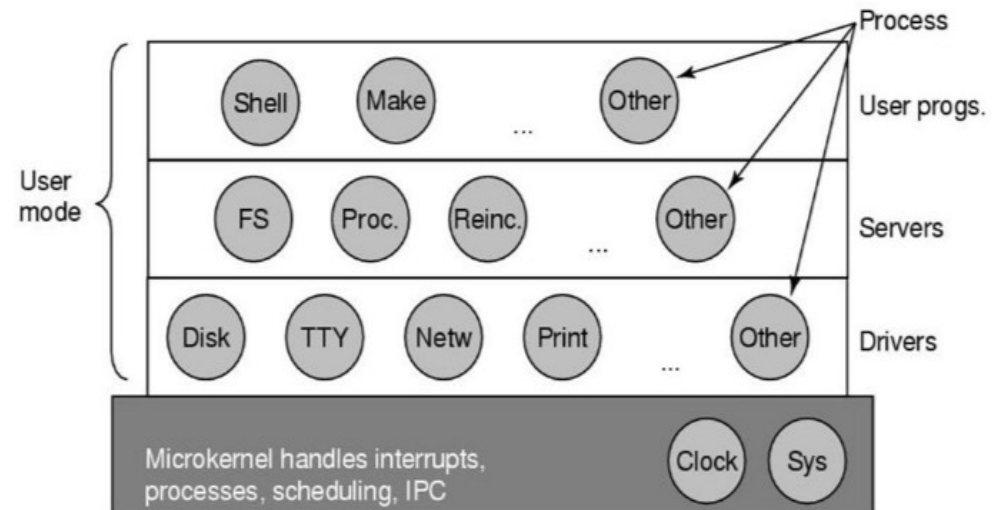 Process
Shell
Make
...
Other
User progs.
User
mode
FS
Proc.
Reinc.
...
Other
Servers
Disk
TTY
Netw
Print
...
Other
Drivers
Microkernel handles interrupts,
processes, scheduling, IPC
Clock
Sys